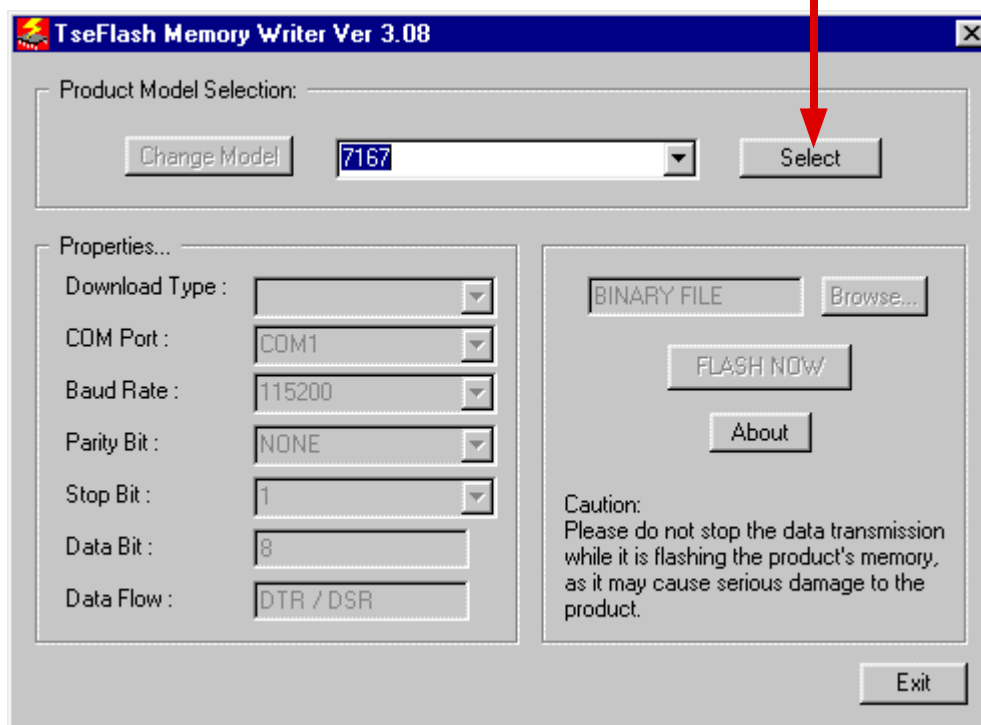 TseFlash Memory Writer Ver 3.08
Product Model Selection:
Change Model
7167
Select
Properties...
Download Type :
COM Port :
COM1
Baud Rate :
115200
Parity Bit :
NONE
Stop Bit :
1
Data Bit :
8
Data Flow :
DTR / DSR
BINARY FILE
Browse...
FLASH NOW
About
Caution:
Please do not stop the data transmission
while it is flashing the product's memory,
as it may cause serious damage to the
product.
Exit